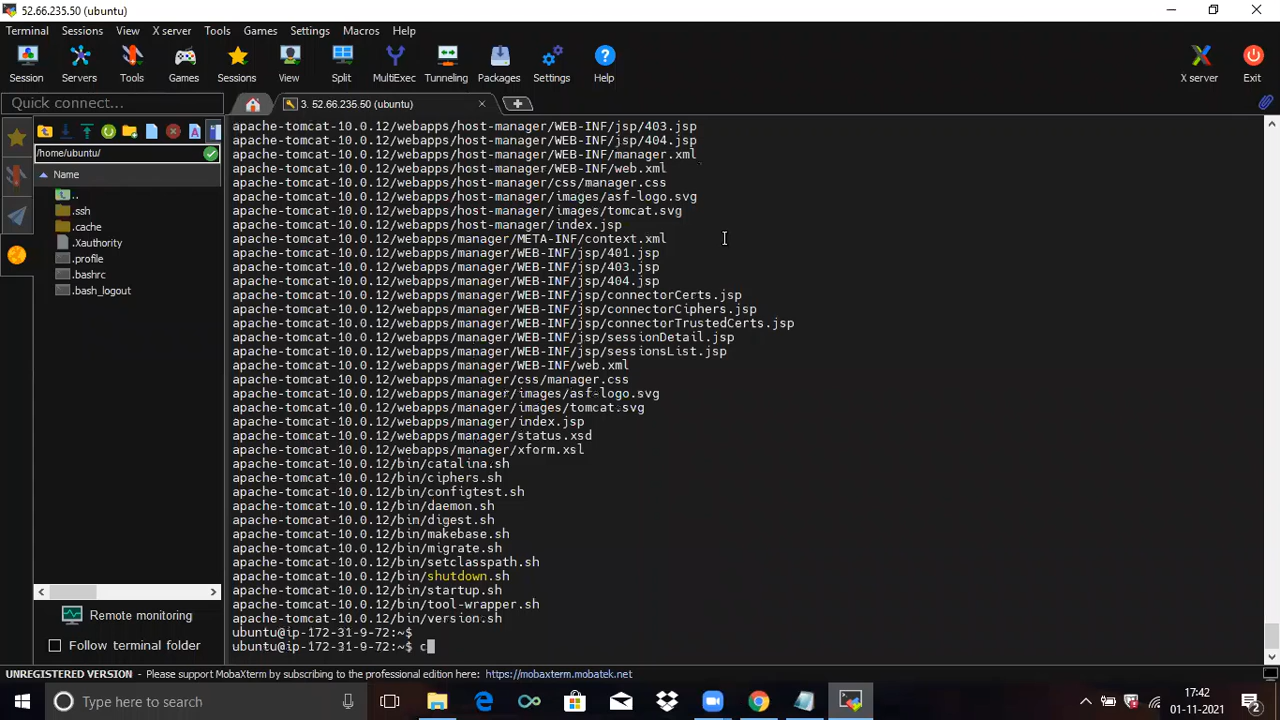 52.66.235.50 (ubuntu)
Terminal Sessions View X server Tools Games Settings Macros Help
Session Servers Tools Games Sessions View Split MultiExec Tunneling Packages Settings Help X server Exit
Quick connect...
3. 52.66.235.50 (ubuntu)
/home/ubuntu/
Name
..
.ssh
.cache
.Xauthority
.profile
.bashrc
.bash_logout
Remote monitoring
Follow terminal folder
apache-tomcat-10.0.12/webapps/host-manager/WEB-INF/jsp/403.jsp
apache-tomcat-10.0.12/webapps/host-manager/WEB-INF/jsp/404.jsp
apache-tomcat-10.0.12/webapps/host-manager/WEB-INF/manager.xml
apache-tomcat-10.0.12/webapps/host-manager/WEB-INF/web.xml
apache-tomcat-10.0.12/webapps/host-manager/css/manager.css
apache-tomcat-10.0.12/webapps/host-manager/images/asf-logo.svg
apache-tomcat-10.0.12/webapps/host-manager/images/tomcat.svg
apache-tomcat-10.0.12/webapps/host-manager/index.jsp
apache-tomcat-10.0.12/webapps/manager/META-INF/context.xml
apache-tomcat-10.0.12/webapps/manager/WEB-INF/jsp/401.jsp
apache-tomcat-10.0.12/webapps/manager/WEB-INF/jsp/403.jsp
apache-tomcat-10.0.12/webapps/manager/WEB-INF/jsp/404.jsp
apache-tomcat-10.0.12/webapps/manager/WEB-INF/jsp/connectorCerts.jsp
apache-tomcat-10.0.12/webapps/manager/WEB-INF/jsp/connectorCiphers.jsp
apache-tomcat-10.0.12/webapps/manager/WEB-INF/jsp/connectorTrustedCerts.jsp
apache-tomcat-10.0.12/webapps/manager/WEB-INF/jsp/sessionDetail.jsp
apache-tomcat-10.0.12/webapps/manager/WEB-INF/jsp/sessionsList.jsp
apache-tomcat-10.0.12/webapps/manager/WEB-INF/web.xml
apache-tomcat-10.0.12/webapps/manager/css/manager.css
apache-tomcat-10.0.12/webapps/manager/images/asf-logo.svg
apache-tomcat-10.0.12/webapps/manager/images/tomcat.svg
apache-tomcat-10.0.12/webapps/manager/index.jsp
apache-tomcat-10.0.12/webapps/manager/status.xsd
apache-tomcat-10.0.12/webapps/manager/xform.xsl
apache-tomcat-10.0.12/bin/catalina.sh
apache-tomcat-10.0.12/bin/ciphers.sh
apache-tomcat-10.0.12/bin/configtest.sh
apache-tomcat-10.0.12/bin/daemon.sh
apache-tomcat-10.0.12/bin/digest.sh
apache-tomcat-10.0.12/bin/makebase.sh
apache-tomcat-10.0.12/bin/migrate.sh
apache-tomcat-10.0.12/bin/setclasspath.sh
apache-tomcat-10.0.12/bin/shutdown.sh
apache-tomcat-10.0.12/bin/startup.sh
apache-tomcat-10.0.12/bin/tool-wrapper.sh
apache-tomcat-10.0.12/bin/version.sh
ubuntu@ip-172-31-9-72:~$
ubuntu@ip-172-31-9-72:~$ c
UNREGISTERED VERSION - Please support MobaXterm by subscribing to the professional edition here: https://mobaxterm.mobatek.net
Type here to search
17:42
01-11-2021
2